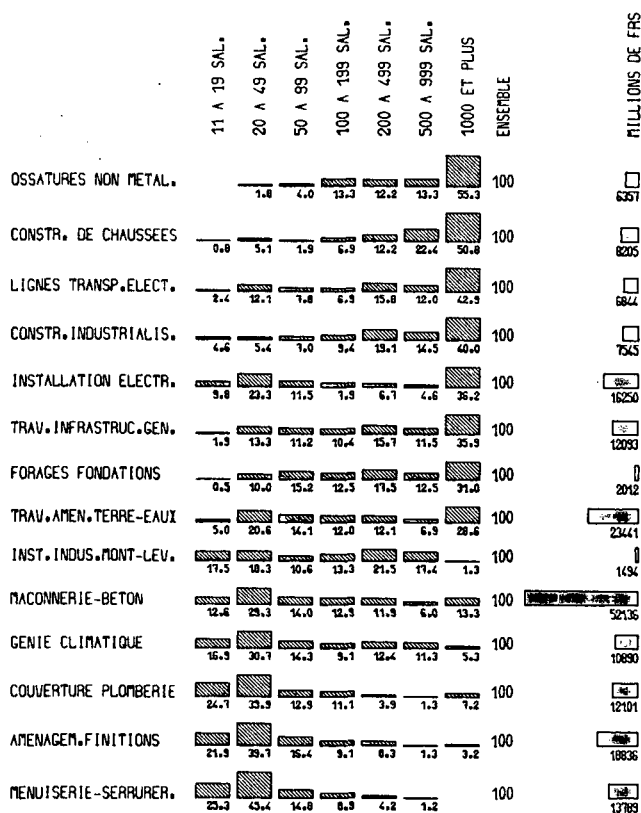 11 A 19 SAL.
20 A 49 SAL.
50 A 99 SAL.
100 A 199 SAL.
200 A 499 SAL.
500 A 999 SAL.
1000 ET PLUS
ENSEMBLE
MILLIONS DE FRS
OSSATURES NON METAL. 1.8 4.0 13.3 12.2 13.3 55.3 100 6357
CONSTR. DE CHAUSSEES 0.8 5.1 1.9 6.9 12.2 22.4 50.8 100 8205
LIGNES TRANSP.ELECT. 2.4 12.1 7.8 6.9 15.8 12.0 42.9 100 6844
CONSTR.INDUSTRIALIS. 4.6 5.4 7.0 9.4 19.1 14.5 40.0 100 7545
INSTALLATION ELECTR. 9.8 23.3 11.5 7.9 6.7 4.6 36.2 100 16250
TRAV.INFRASTRUC.GEN. 1.9 13.3 11.2 10.4 15.7 11.5 35.9 100 12093
FORAGES FONDATIONS 0.5 10.0 15.2 12.5 17.5 12.5 31.0 100 2012
TRAV.AMEN.TERRE-EAUX 5.0 20.6 14.1 12.0 12.1 6.9 28.6 100 23441
INST.INDUS.MONT-LEV. 17.5 18.3 10.6 13.3 21.5 17.4 1.3 100 1494
MACONNERIE-BETON 12.6 29.3 14.0 12.9 11.9 6.0 13.3 100 52136
GENIE CLIMATIQUE 16.9 30.7 14.3 9.1 12.4 11.3 5.3 100 10890
COUVERTURE PLOMBERIE 24.7 38.9 12.9 11.1 3.9 1.3 7.2 100 12101
AMENAGEM.FINITIONS 21.9 39.7 16.4 9.1 8.3 1.3 3.2 100 18836
MENUISERIE-SERRURER. 25.3 45.4 14.8 8.9 4.2 1.2 100 13789